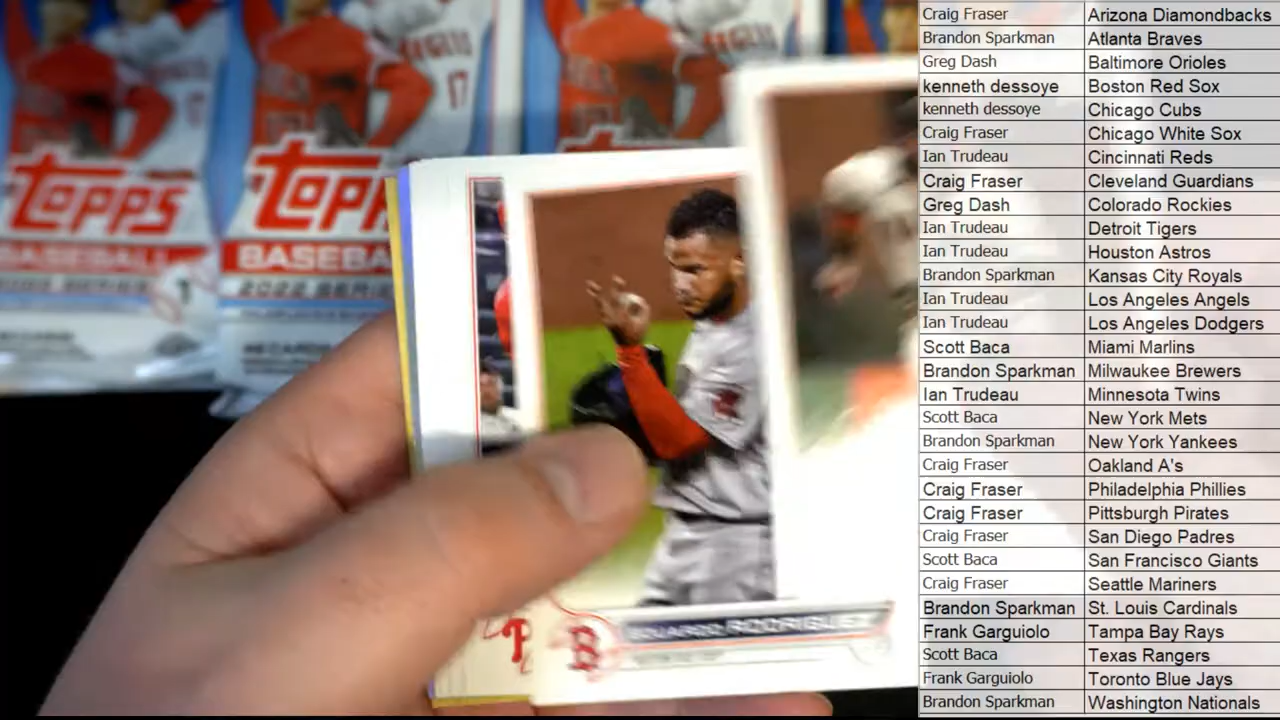 ANGELS
17
TOPPS
BASEBALL
2022 SERIES
1
TOPPS
BASEBALL
2022 SERIES
B
EDUARDO RODRIGUEZ
P
Craig Fraser Arizona Diamondbacks
Brandon Sparkman Atlanta Braves
Greg Dash Baltimore Orioles
kenneth dessoye Boston Red Sox
kenneth dessoye Chicago Cubs
Craig Fraser Chicago White Sox
Ian Trudeau Cincinnati Reds
Craig Fraser Cleveland Guardians
Greg Dash Colorado Rockies
Ian Trudeau Detroit Tigers
Ian Trudeau Houston Astros
Brandon Sparkman Kansas City Royals
Ian Trudeau Los Angeles Angels
Ian Trudeau Los Angeles Dodgers
Scott Baca Miami Marlins
Brandon Sparkman Milwaukee Brewers
Ian Trudeau Minnesota Twins
Scott Baca New York Mets
Brandon Sparkman New York Yankees
Craig Fraser Oakland A's
Craig Fraser Philadelphia Phillies
Craig Fraser Pittsburgh Pirates
Craig Fraser San Diego Padres
Scott Baca San Francisco Giants
Craig Fraser Seattle Mariners
Brandon Sparkman St. Louis Cardinals
Frank Garguiolo Tampa Bay Rays
Scott Baca Texas Rangers
Frank Garguiolo Toronto Blue Jays
Brandon Sparkman Washington Nationals